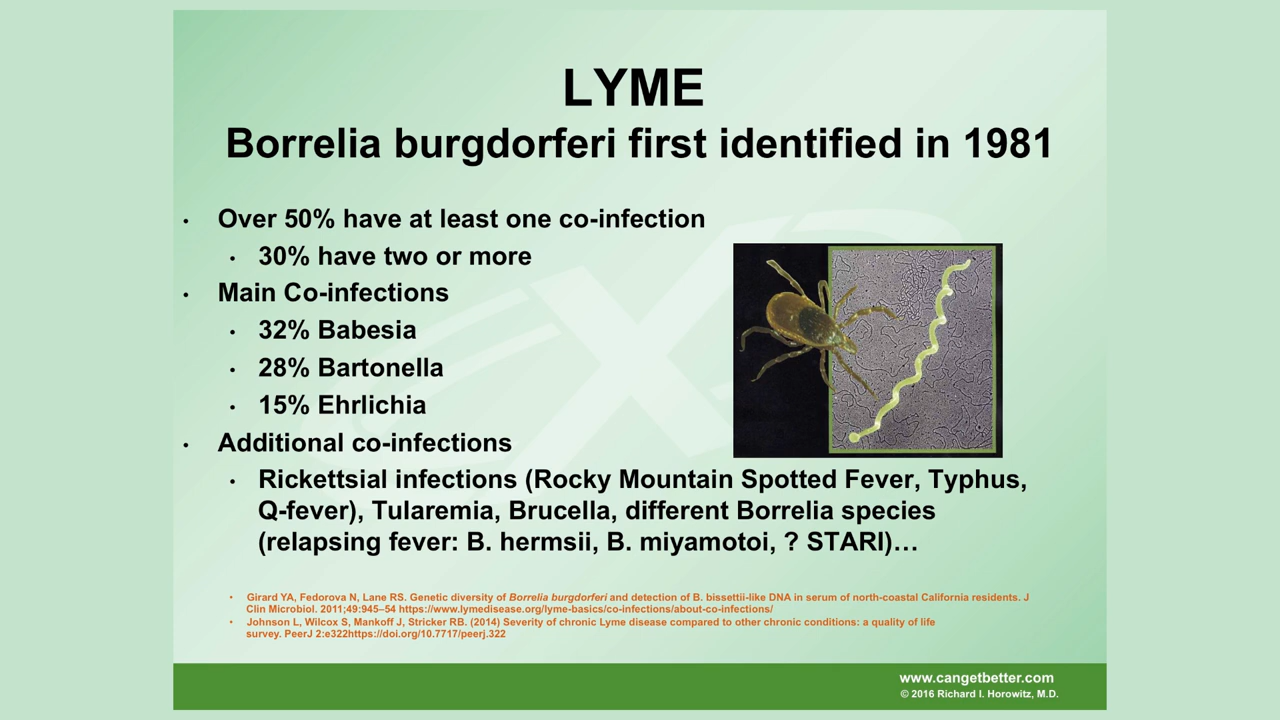 LYME
Borrelia burgdorferi first identified in 1981
• Over 50% have at least one co-infection
• 30% have two or more
• Main Co-infections
• 32% Babesia
• 28% Bartonella
• 15% Ehrlichia
• Additional co-infections
• Rickettsial infections (Rocky Mountain Spotted Fever, Typhus,
Q-fever), Tularemia, Brucella, different Borrelia species
(relapsing fever: B. hermsii, B. miyamotoi, ? STARI)…
• Girard YA, Fedorova N, Lane RS. Genetic diversity of Borrelia burgdorferi and detection of B. bissettii-like DNA in serum of north-coastal California residents. J
Clin Microbiol. 2011;49:945–54 https://www.lymedisease.org/lyme-basics/co-infections/about-co-infections/
• Johnson L, Wilcox S, Mankoff J, Stricker RB. (2014) Severity of chronic Lyme disease compared to other chronic conditions: a quality of life
survey. PeerJ 2:e322https://doi.org/10.7717/peerj.322
www.cangetbetter.com
© 2016 Richard I. Horowitz, M.D.